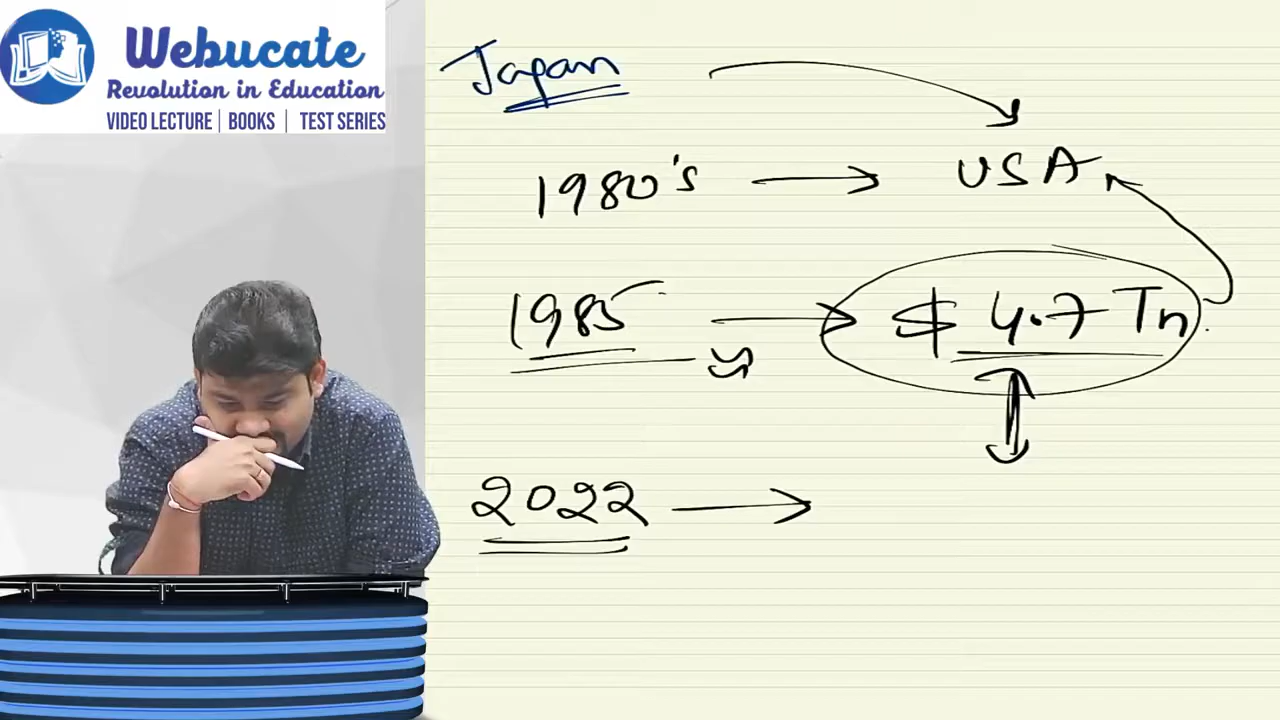 Webucate
Revolution in Education
VIDEO LECTURE | BOOKS | TEST SERIES
Japan
1980's → USA
1985 → $ 4.7 Tn
2022 →